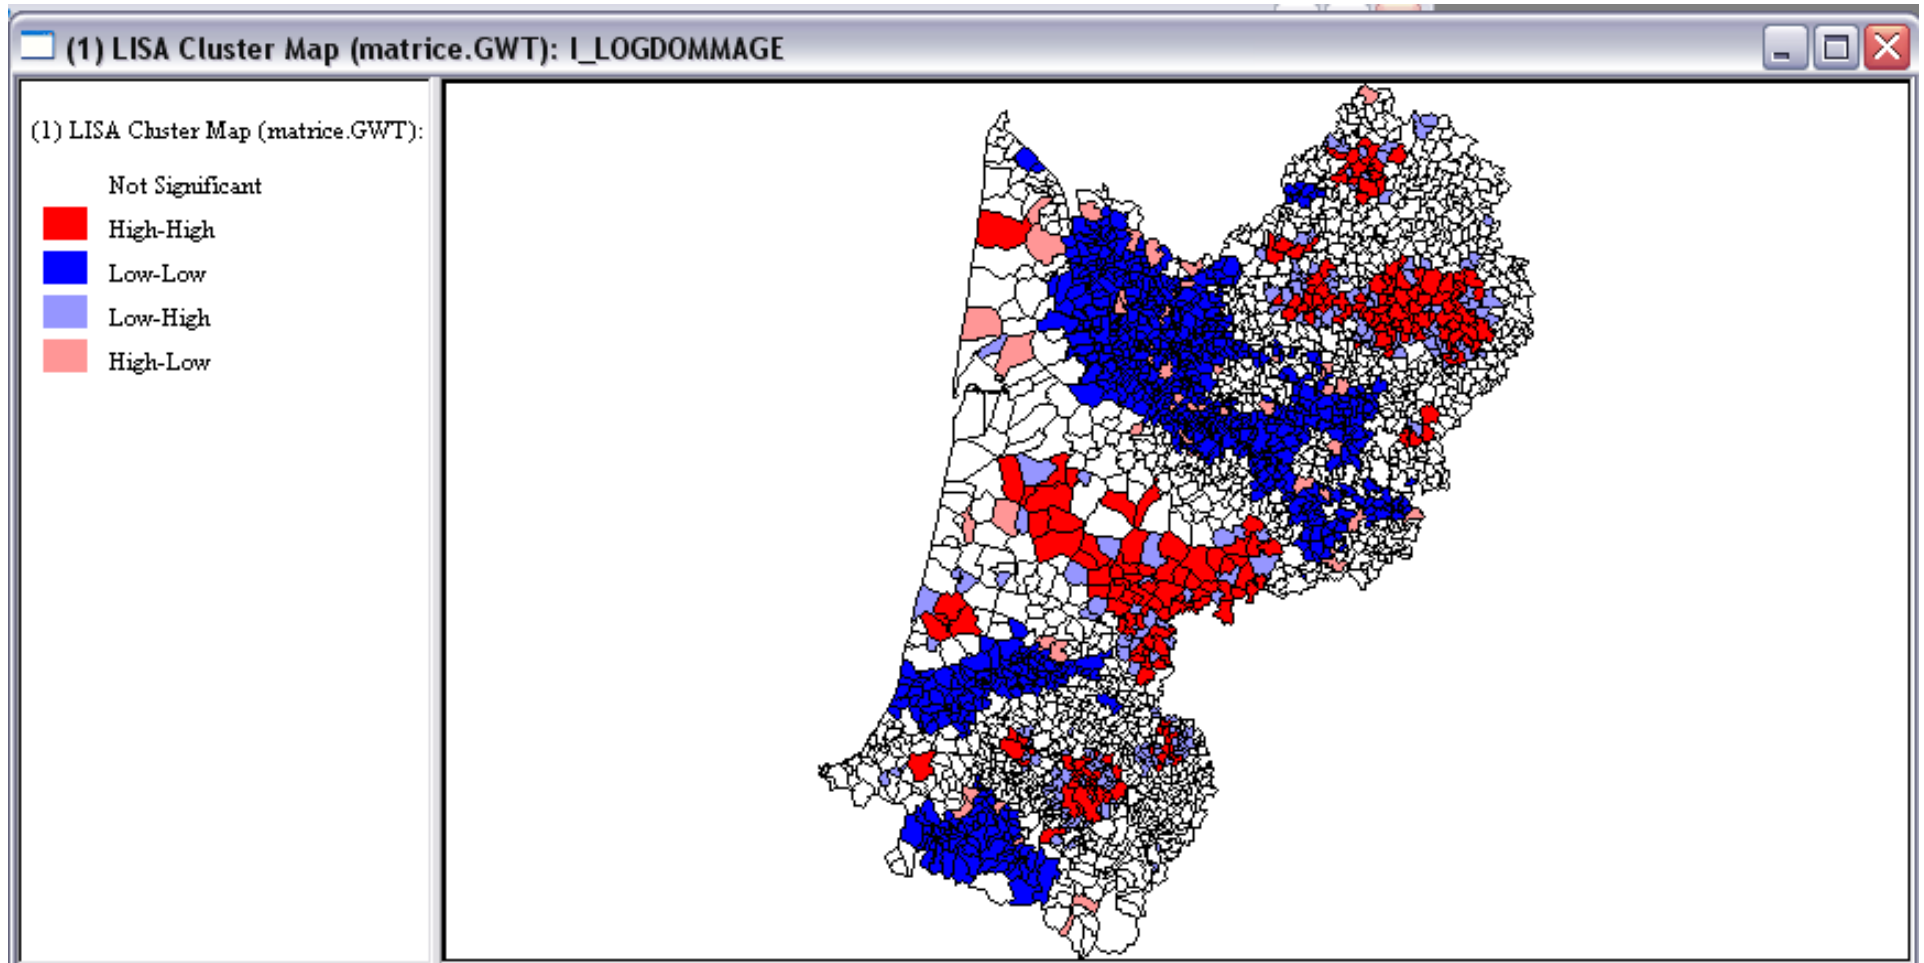 (1) LISA Cluster Map (matrice.GWT): I_LOGDOMMAGE
(1) LISA Cluster Map (matrice.GWT):
Not Significant
High-High
Low-Low
Low-High
High-Low